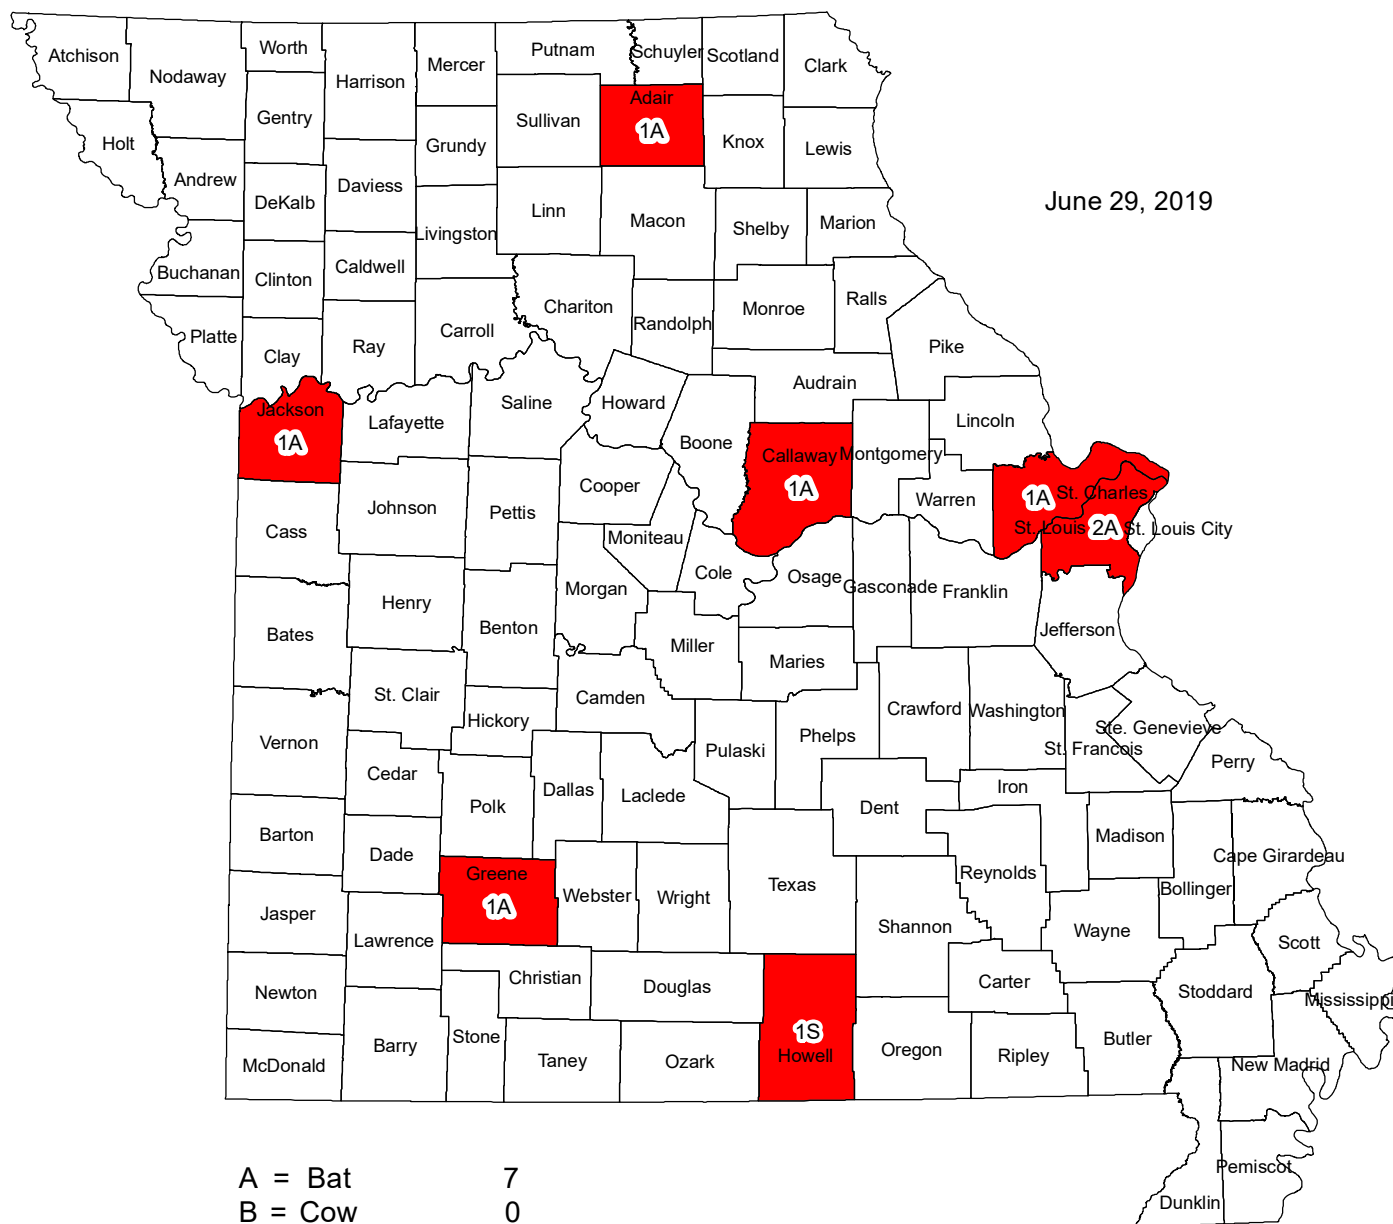 Atchison
Nodaway
Worth
Harrison
Mercer
Putnam
Schuyler
Scotland
Clark
Adair
1A
Gentry
Sullivan
Holt
Grundy
Knox
Lewis
Andrew
DeKalb
Daviess
June 29, 2019
Linn
Macon
Shelby
Marion
Livingston
Buchanan
Clinton
Caldwell
Chariton
Randolph
Monroe
Ralls
Platte
Clay
Ray
Carroll
Pike
Audrain
Jackson
1A
Lafayette
Saline
Howard
Boone
Lincoln
Callaway
1A
Montgomery
Cooper
Warren
1A
St. Charles
Cass
Johnson
Pettis
Moniteau
St. Louis
2A
St. Louis City
Cole
Osage
Gasconade
Franklin
Morgan
Henry
Bates
Benton
Miller
Maries
Jefferson
St. Clair
Camden
Hickory
Crawford
Washington
Ste. Genevieve
St. Francois
Vernon
Pulaski
Phelps
Cedar
Perry
Polk
Dallas
Laclede
Dent
Iron
Barton
Dade
Madison
Cape Girardeau
Greene
1A
Webster
Wright
Texas
Reynolds
Bollinger
Jasper
Lawrence
Shannon
Wayne
Scott
Newton
Christian
Douglas
Carter
Stoddard
Mississippi
McDonald
Barry
Stone
Taney
Ozark
1S
Howell
Oregon
Ripley
Butler
New Madrid
Pemiscot
Dunklin
A = Bat 7
B = Cow 0